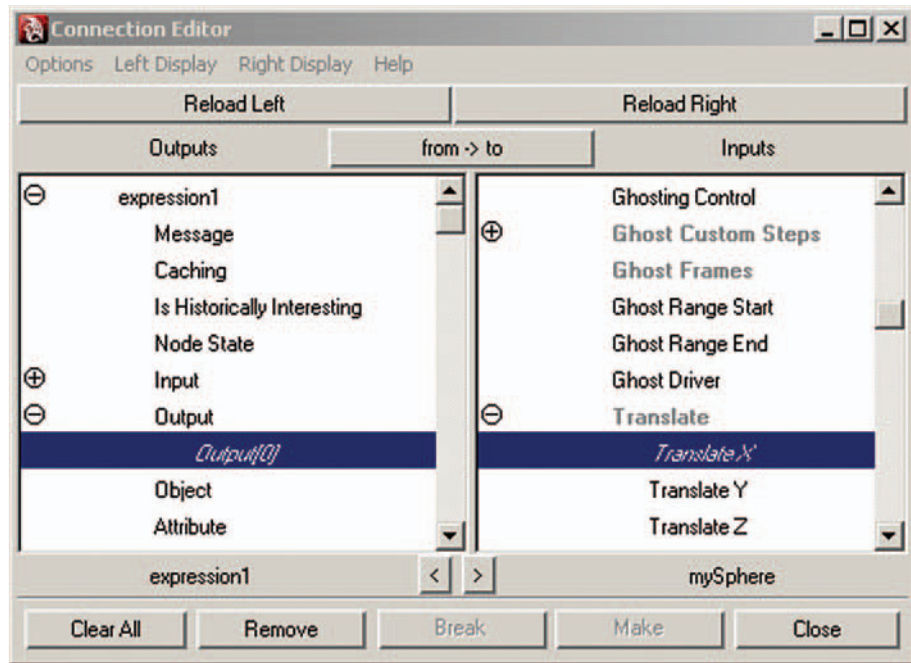 Connection Editor
Options Left Display Right Display Help
Reload Left Reload Right
Outputs from -> to Inputs
expression1
Message
Caching
Is Historically Interesting
Node State
Input
Output
Output[0]
Object
Attribute
Ghosting Control
Ghost Custom Steps
Ghost Frames
Ghost Range Start
Ghost Range End
Ghost Driver
Translate
Translate X
Translate Y
Translate Z
expression1 < > mySphere
Clear All Remove Break Make Close